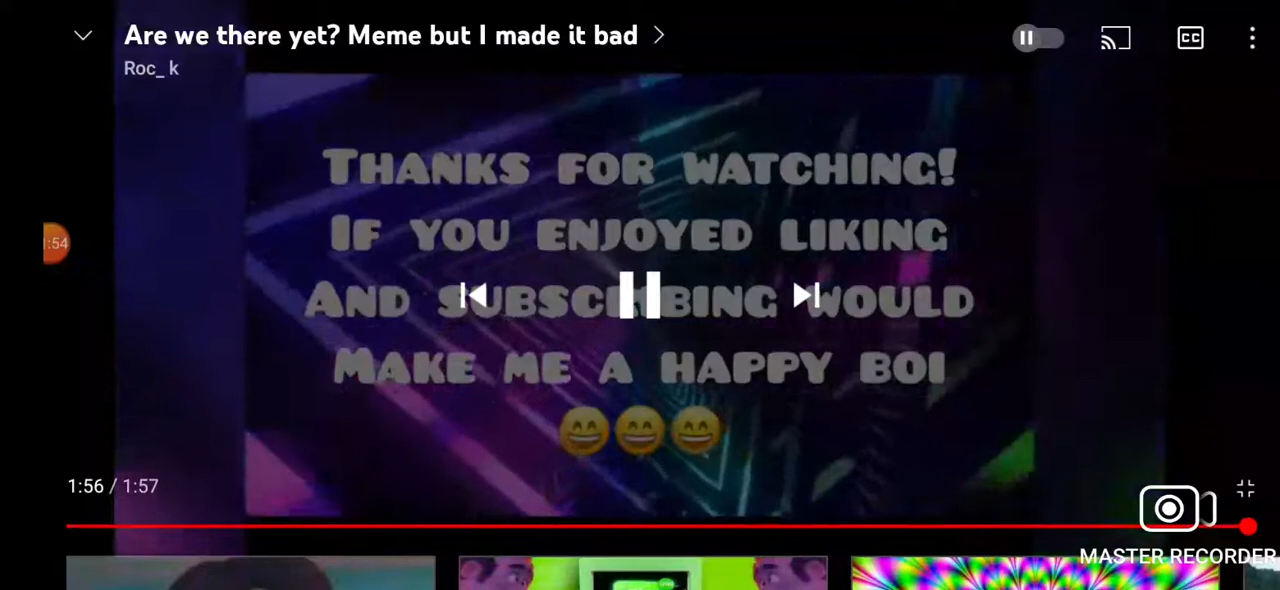 Are we there yet? Meme but I made it bad
Roc_ k
CC
THANKS FOR WATCHING!
:54
IF YOU ENJOYED LIKING
AND SUBSCRIBING WOULD
MAKE ME A HAPPY BOI
1:56 / 1:57
MASTER RECORDER